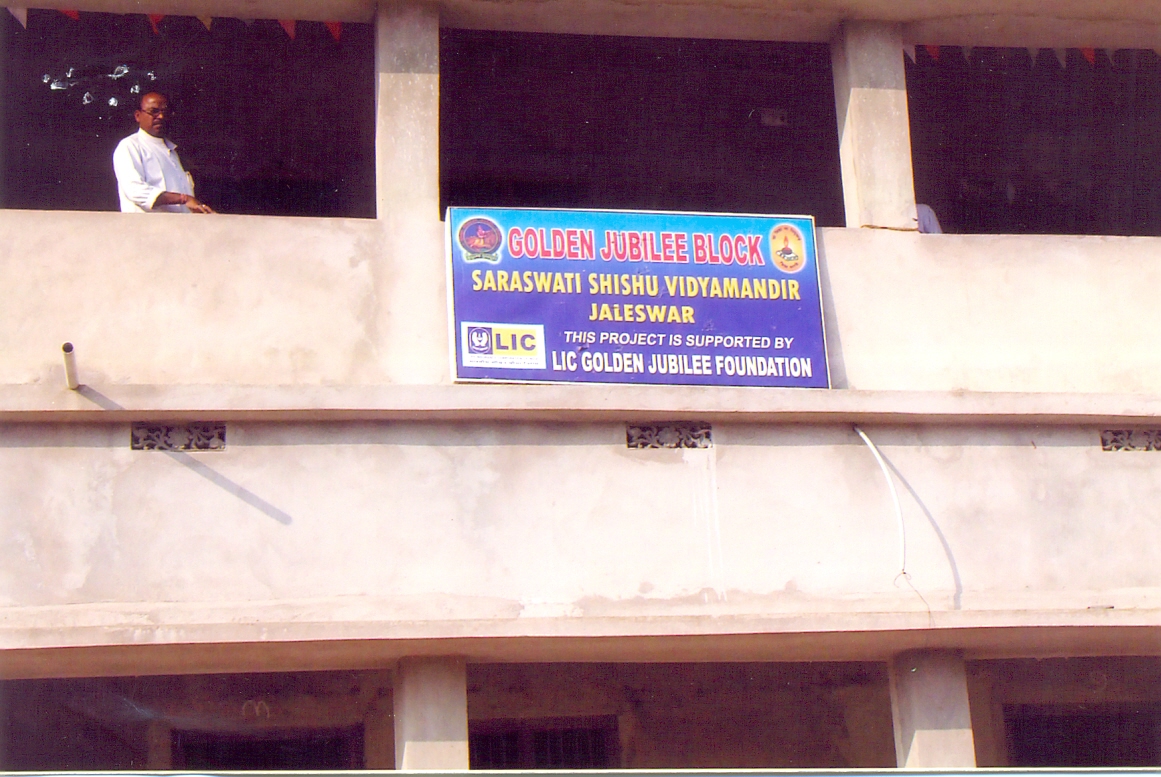 GOLDEN JUBILEE BLOCK
SARASWATI SHISHU VIDYAMANDIR
JALESWAR
LIC
THIS PROJECT IS SUPPORTED BY
LIC GOLDEN JUBILEE FOUNDATION